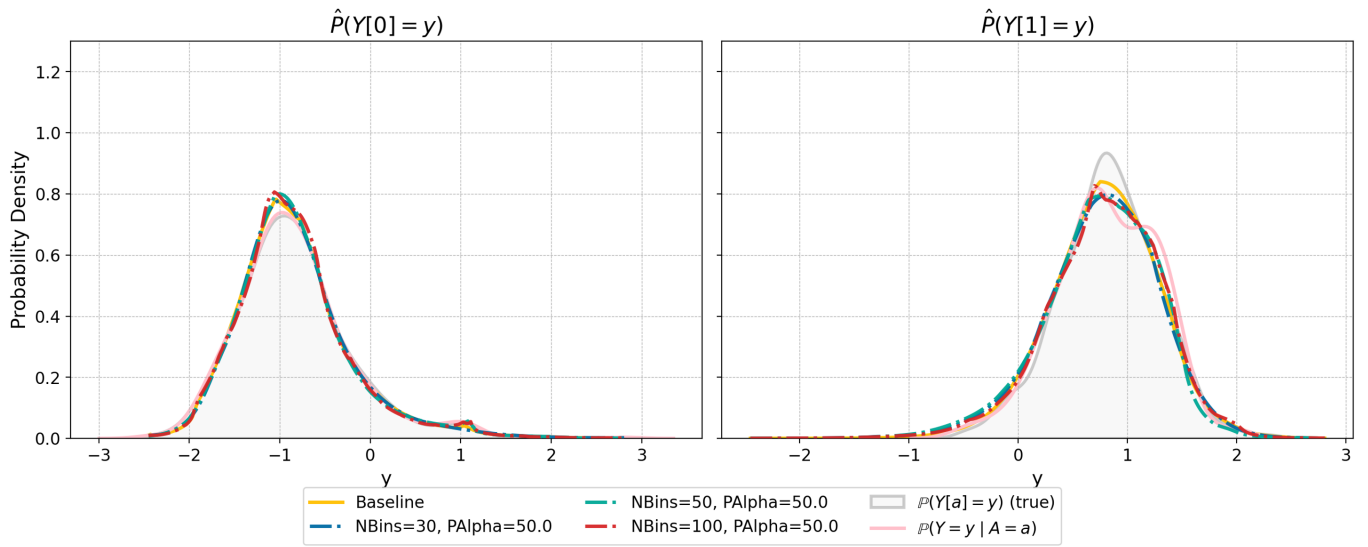 P̂(Y[0] = y)
P̂(Y[1] = y)
Probability Density
1.2
1.0
0.8
0.6
0.4
0.2
0.0
−3 −2 −1 0 1 2 3
−2 −1 0 1 2 3
y
y
Baseline
NBins=30, PAlpha=50.0
NBins=50, PAlpha=50.0
NBins=100, PAlpha=50.0
ℙ(Y[a] = y) (true)
ℙ(Y = y | A = a)